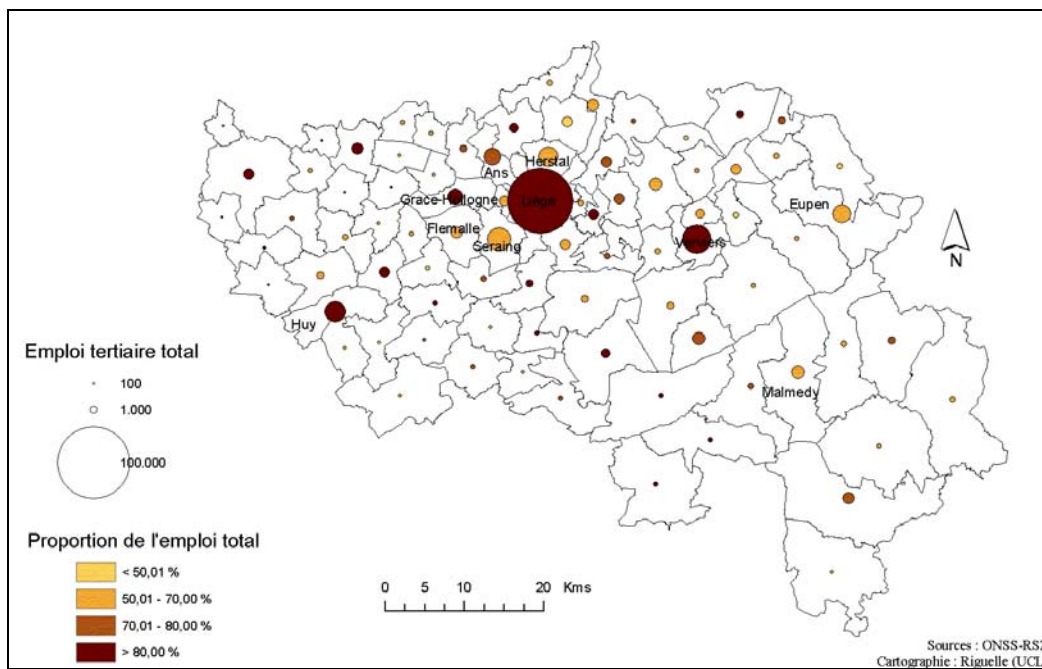 Herstal
Ans
Grace-Hollogne
Liège
Eupen
Flemalle
Seraing
Verviers
N
Huy
Emploi tertiaire total
100
1.000
100.000
Malmedy
Proportion de l'emploi total
< 50,01 %
50,01 - 70,00 %
70,01 - 80,00 %
> 80,00 %
0 5 10 20 Kms
Sources : ONSS-RSZ
Cartographie : Riguelle (UCL